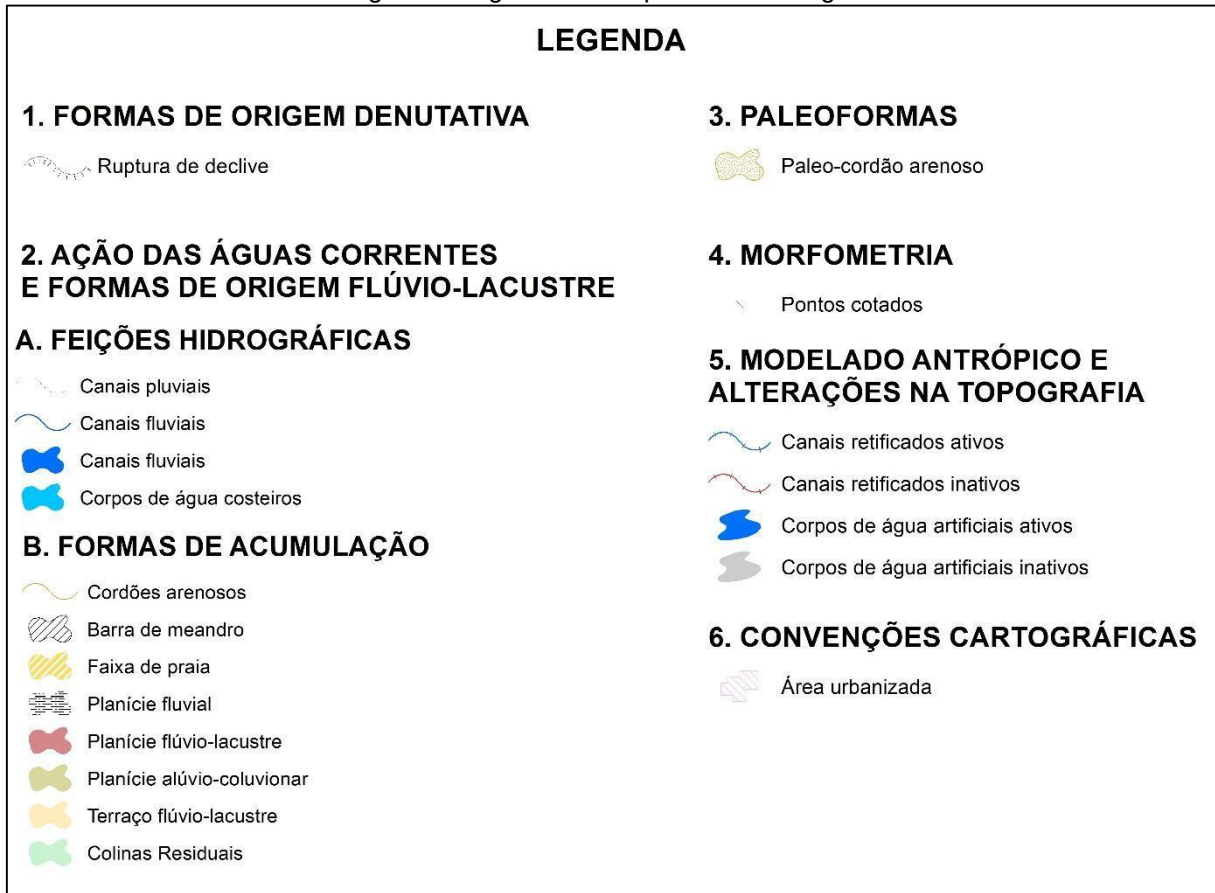 LEGENDA
1. FORMAS DE ORIGEM DENUTATIVA
Ruptura de declive
2. AÇÃO DAS ÁGUAS CORRENTES
E FORMAS DE ORIGEM FLÚVIO-LACUSTRE
A. FEIÇÕES HIDROGRÁFICAS
Canais pluviais
Canais fluviais
Canais fluviais
Corpos de água costeiros
B. FORMAS DE ACUMULAÇÃO
Cordões arenosos
Barra de meandro
Faixa de praia
Planície fluvial
Planície flúvio-lacustre
Planície alúvio-coluvionar
Terraço flúvio-lacustre
Colinas Residuais
3. PALEOFORMAS
Paleo-cordão arenoso
4. MORFOMETRIA
Pontos cotados
5. MODELADO ANTRÓPICO E
ALTERAÇÕES NA TOPOGRAFIA
Canais retificados ativos
Canais retificados inativos
Corpos de água artificiais ativos
Corpos de água artificiais inativos
6. CONVENÇÕES CARTOGRÁFICAS
Área urbanizada